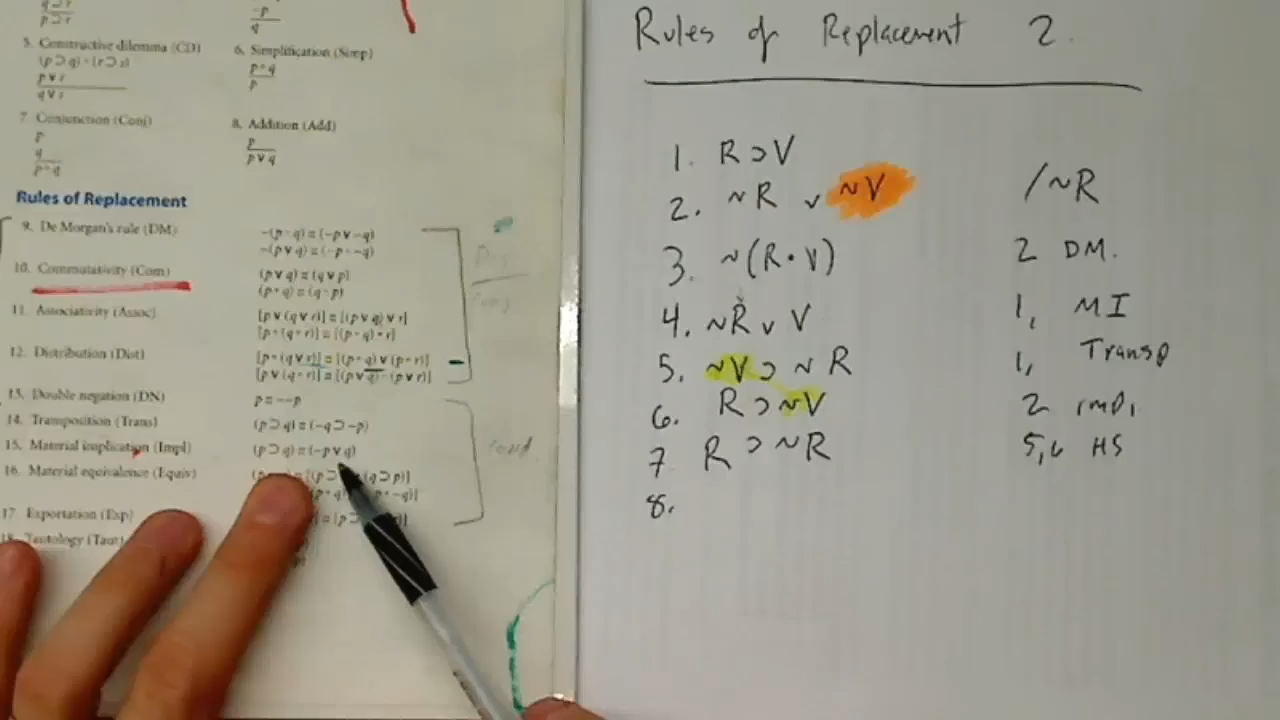 p ⊃ r
5. Constructive dilemma (CD)
(p ⊃ q) • (r ⊃ s)
p v r
q v s
7. Conjunction (Conj)
p
q
p • q
~p
q
6. Simplification (Simp)
p • q
p
8. Addition (Add)
p
p v q
Rules of Replacement
9. De Morgan's rule (DM) ~(p • q) ≡ (~p v ~q)
~(p v q) ≡ (~p • ~q)
10. Commutativity (Com) (p v q) ≡ (q v p)
(p • q) ≡ (q • p)
11. Associativity (Assoc) [p v (q v r)] ≡ [(p v q) v r]
[p • (q • r)] ≡ [(p • q) • r]
12. Distribution (Dist) [p • (q v r)] ≡ [(p • q) v (p • r)]
[p v (q • r)] ≡ [(p v q) • (p v r)]
13. Double negation (DN) p ≡ ~~p
14. Transposition (Trans) (p ⊃ q) ≡ (~q ⊃ ~p)
15. Material implication (Impl) (p ⊃ q) ≡ (~p v q)
16. Material equivalence (Equiv) (q ⊃ p)]
17. Exportation (Exp)
18. Tautology (Taut)
cond.
Rules of Replacement 2.
1. R ⊃ V
2. ~R v ~V /~R
3. ~(R • V) 2 DM.
4. ~R v V 1, MI
5. ~V ⊃ ~R 1, Transp
6. R ⊃ ~V 2 impl
7 R ⊃ ~R 5,6 HS
8.